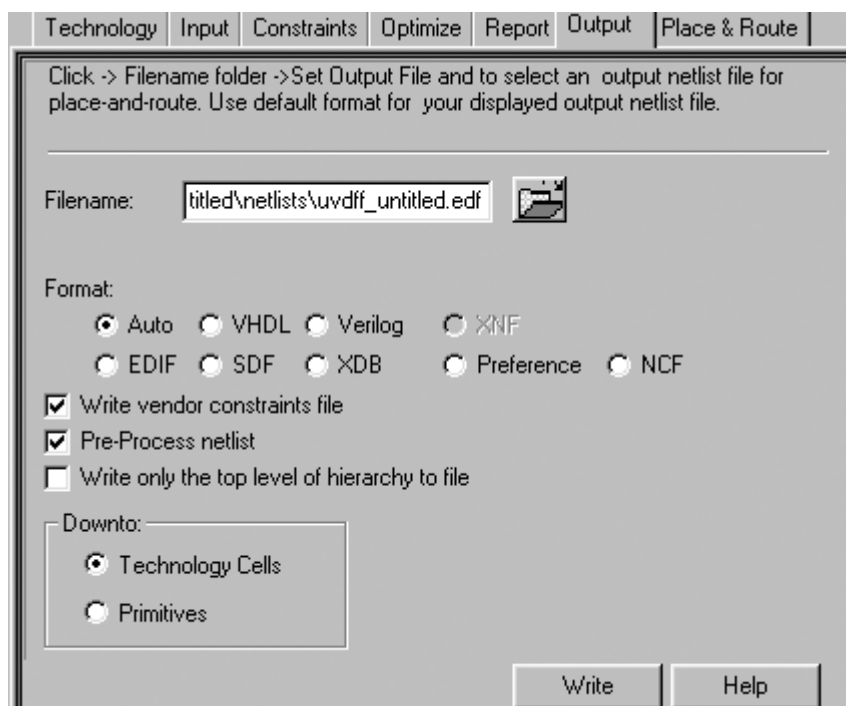 Technology Input Constraints Optimize Report Output Place & Route
Click -> Filename folder ->Set Output File and to select an output netlist file for
place-and-route. Use default format for your displayed output netlist file.
Filename: titled\netlists\uvdff_untitled.edf
Format:
Auto VHDL Verilog XNF
EDIF SDF XDB Preference NCF
Write vendor constraints file
Pre-Process netlist
Write only the top level of hierarchy to file
Downto:
Technology Cells
Primitives
Write Help